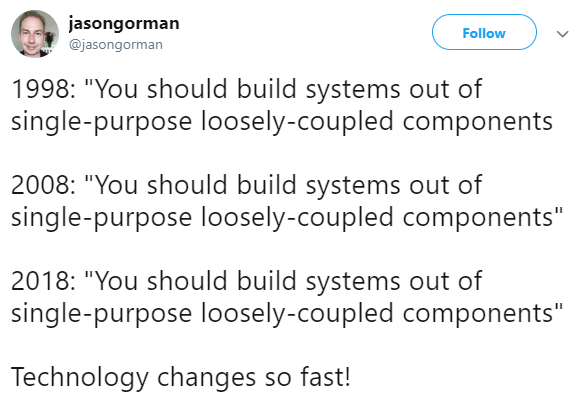 jasongorman
@jasongorman
Follow
1998: "You should build systems out of
single-purpose loosely-coupled components
2008: "You should build systems out of
single-purpose loosely-coupled components"
2018: "You should build systems out of
single-purpose loosely-coupled components"
Technology changes so fast!